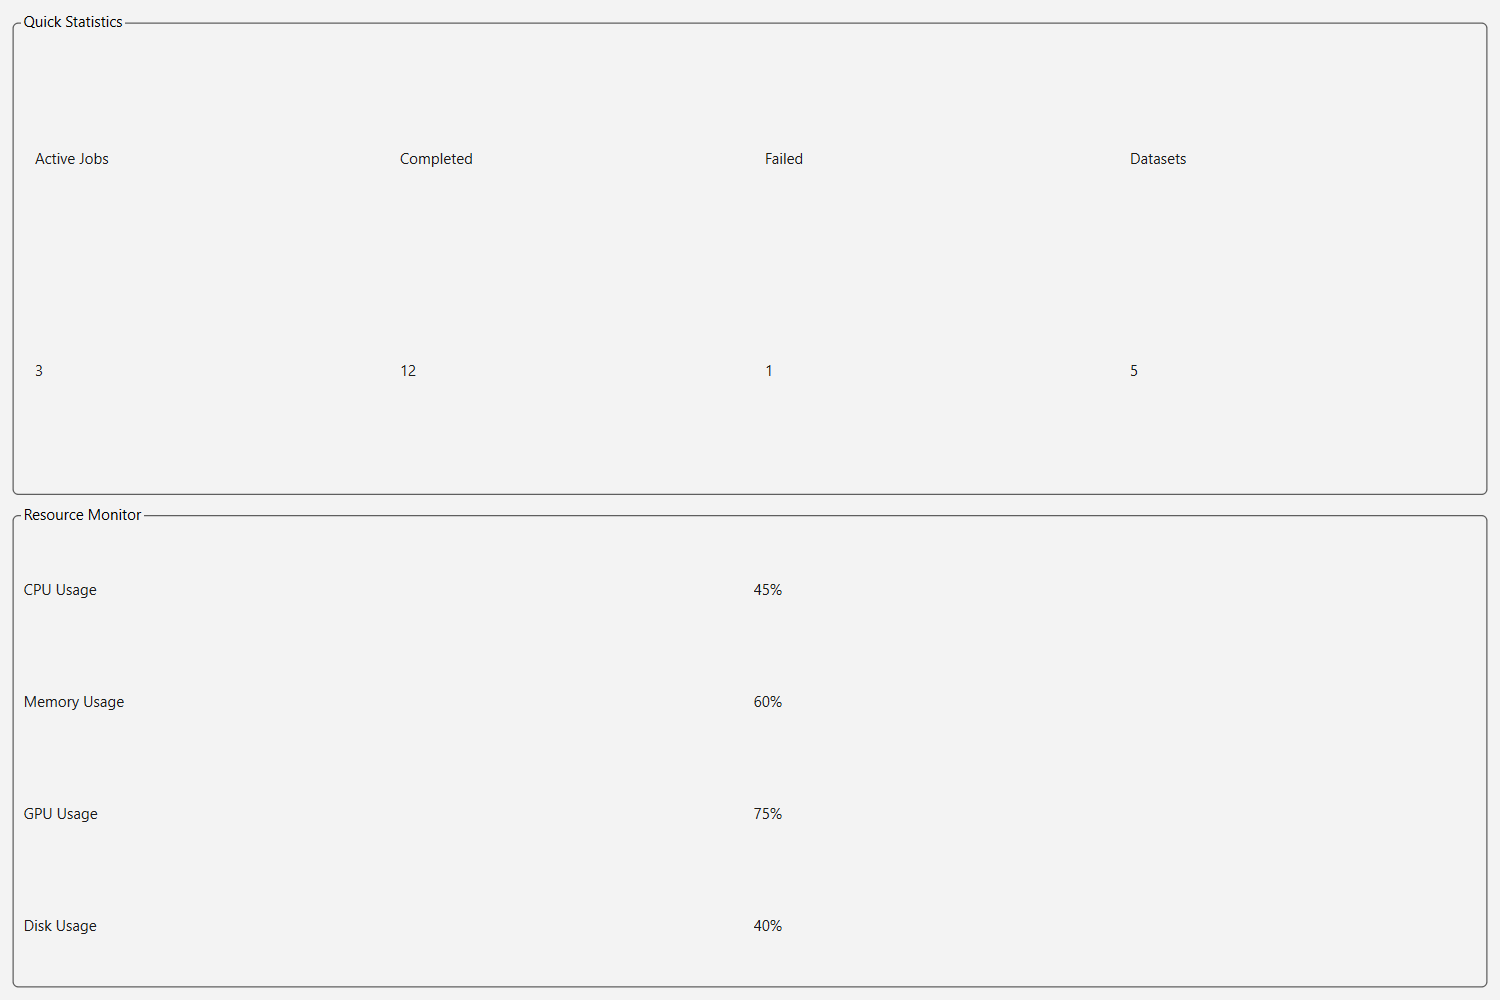 Quick Statistics
Active Jobs Completed Failed Datasets
3 12 1 5
Resource Monitor
CPU Usage 45%
Memory Usage 60%
GPU Usage 75%
Disk Usage 40%